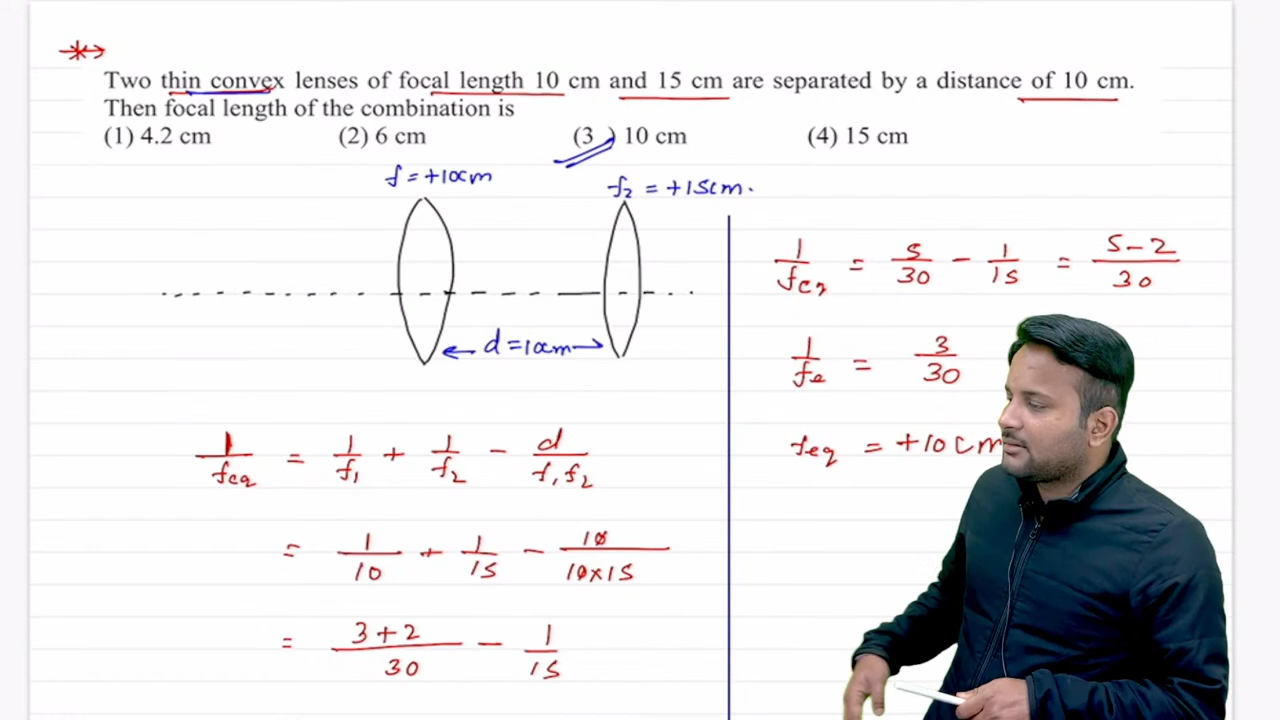 Two thin convex lenses of focal length 10 cm and 15 cm are separated by a distance of 10 cm.
Then focal length of the combination is
(1) 4.2 cm (2) 6 cm (3 ) 10 cm (4) 15 cm
f = +10cm
f₂ = +15cm.
d = 10cm
1/feq = 1/f₁ + 1/f₂ - d/f₁f₂
= 1/10 + 1/15 - 10/10×15
= 3+2/30 - 1/15
1/feq = 5/30 - 1/15 = 5-2/30
1/fe = 3/30
feq = +10cm